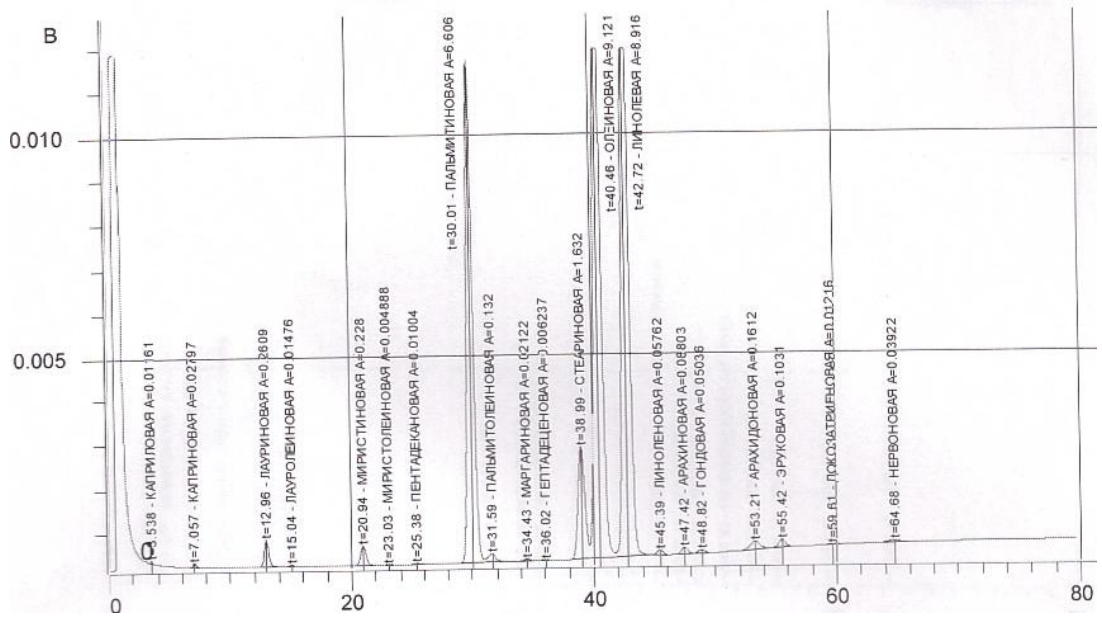 В
0.010
0.005
0
0
20
40
60
80
t=3.538 - КАПРИЛОВАЯ A=0.01161
t=7.057 - КАПРИНОВАЯ A=0.02797
t=12.96 - ЛАУРИНОВАЯ A=0.2809
t=15.04 - ЛАУРОЛЕИНОВАЯ A=0.01476
t=20.94 - МИРИСТИНОВАЯ A=0.228
t=23.03 - МИРИСТОЛЕИНОВАЯ A=0.004888
t=25.38 - ПЕНТАДЕКАНОВАЯ A=0.01004
t=30.01 - ПАЛЬМИТИНОВАЯ A=6.606
t=31.59 - ПАЛЬМИТОЛЕИНОВАЯ A=0.132
t=34.43 - МАРГАРИНОВАЯ A=0.02122
t=36.02 - ГЕПТАДЕЦЕНОВАЯ A=0.006237
t=38.99 - СТЕАРИНОВАЯ A=1.632
t=40.46 - ОЛЕИНОВАЯ A=9.121
t=42.72 - ЛИНОЛЕВАЯ A=8.916
t=45.39 - ЛИНОЛЕНОВАЯ A=0.05762
t=47.42 - АРАХИНОВАЯ A=0.08803
t=48.82 - ГОНДОВАЯ A=0.05036
t=53.21 - АРАХИДОНОВАЯ A=0.1612
t=55.42 - ЭРУКОВАЯ A=0.1031
t=59.61 - ДОКОЗАТРИЕНОВАЯ A=0.01216
t=64.68 - НЕРВОНОВАЯ A=0.03922